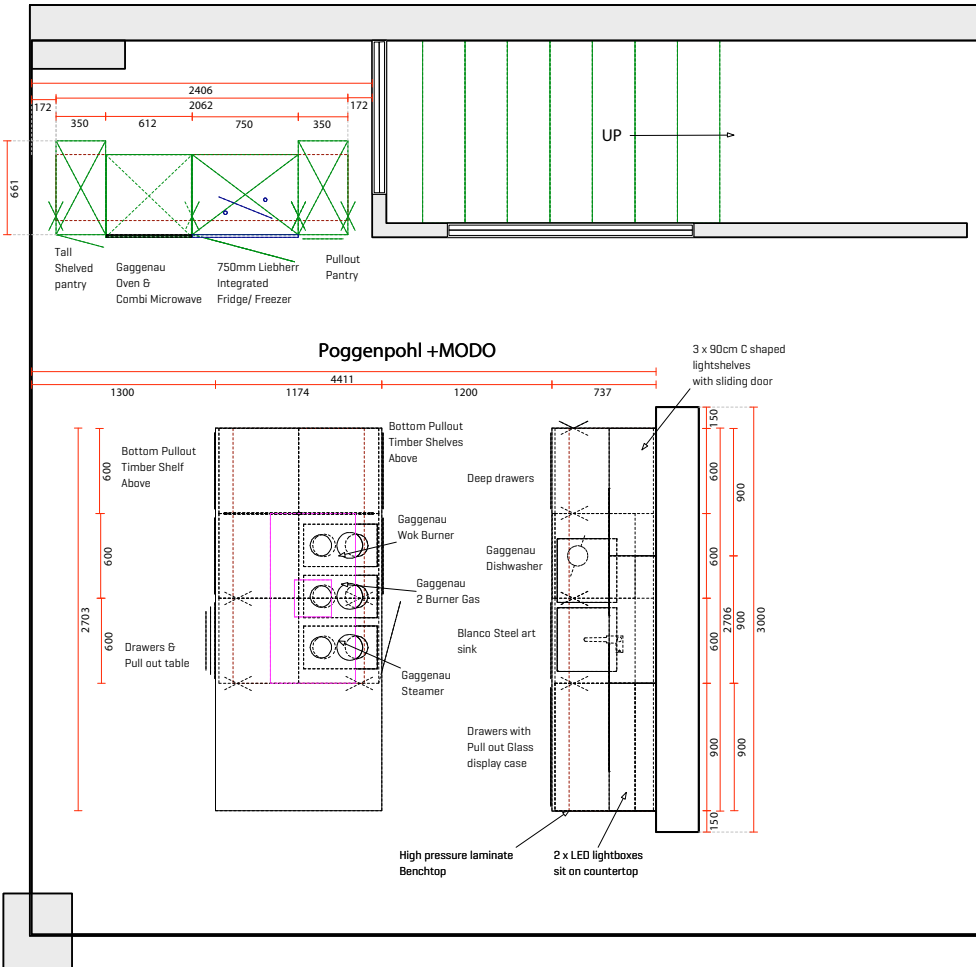 2406
172
2062
172
350
612
750
350
UP
661
Tall
Shelved
pantry
Gaggenau
Oven &
Combi Microwave
750mm Liebherr
Integrated
Fridge/ Freezer
Pullout
Pantry
Poggenpohl +MODO
3 x 90cm C shaped
lightshelves
with sliding door
4411
1300
1174
1200
737
150
Bottom Pullout
Timber Shelf
Above
Bottom Pullout
Timber Shelves
Above
600
Deep drawers
600
900
Gaggenau
Wok Burner
600
Gaggenau
Dishwasher
600
Gaggenau
2 Burner Gas
2703
Drawers &
Pull out table
600
Blanco Steel art
sink
600
2706
900
3000
Gaggenau
Steamer
Drawers with
Pull out Glass
display case
900
900
150
High pressure laminate
Benchtop
2 x LED lightboxes
sit on countertop